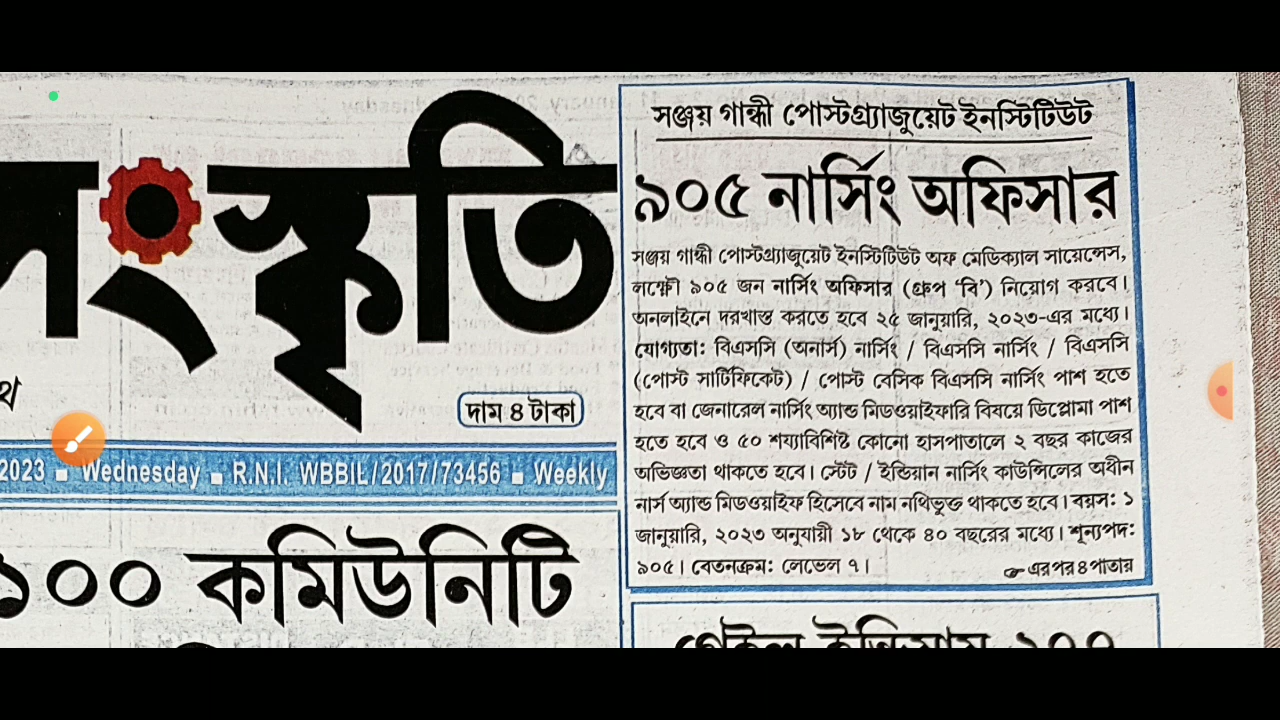 সংস্কৃতি
দাম ৪ টাকা
2023 ■ Wednesday ■ R.N.I. WBBIL/2017/73456 ■ Weekly
১০০ কমিউনিটি
সঞ্জয় গান্ধী পোস্টগ্র্যাজুয়েট ইনস্টিটিউট
৯০৫ নার্সিং অফিসার
সঞ্জয় গান্ধী পোস্টগ্র্যাজুয়েট ইনস্টিটিউট অফ মেডিক্যাল সায়েন্সেস,
লক্ষ্ণৌ ৯০৫ জন নার্সিং অফিসার (গ্রুপ ‘বি’) নিয়োগ করবে।
অনলাইনে দরখাস্ত করতে হবে ২৫ জানুয়ারি, ২০২৩-এর মধ্যে।
যোগ্যতা: বিএসসি (অনার্স) নার্সিং / বিএসসি নার্সিং / বিএসসি
(পোস্ট সার্টিফিকেট) / পোস্ট বেসিক বিএসসি নার্সিং পাশ হতে
হবে বা জেনারেল নার্সিং অ্যান্ড মিডওয়াইফারি বিষয়ে ডিপ্লোমা পাশ
হতে হবে ও ৫০ শয্যাবিশিষ্ট কোনো হাসপাতালে ২ বছর কাজের
অভিজ্ঞতা থাকতে হবে। স্টেট / ইন্ডিয়ান নার্সিং কাউন্সিলের অধীন
নার্স অ্যান্ড মিডওয়াইফ হিসেবে নাম নথিভুক্ত থাকতে হবে। বয়স: ১
জানুয়ারি, ২০২৩ অনুযায়ী ১৮ থেকে ৪০ বছরের মধ্যে। শূন্যপদ:
৯০৫। বেতনক্রম: লেভেল ৭। ☞ এরপর ৪ পাতায়